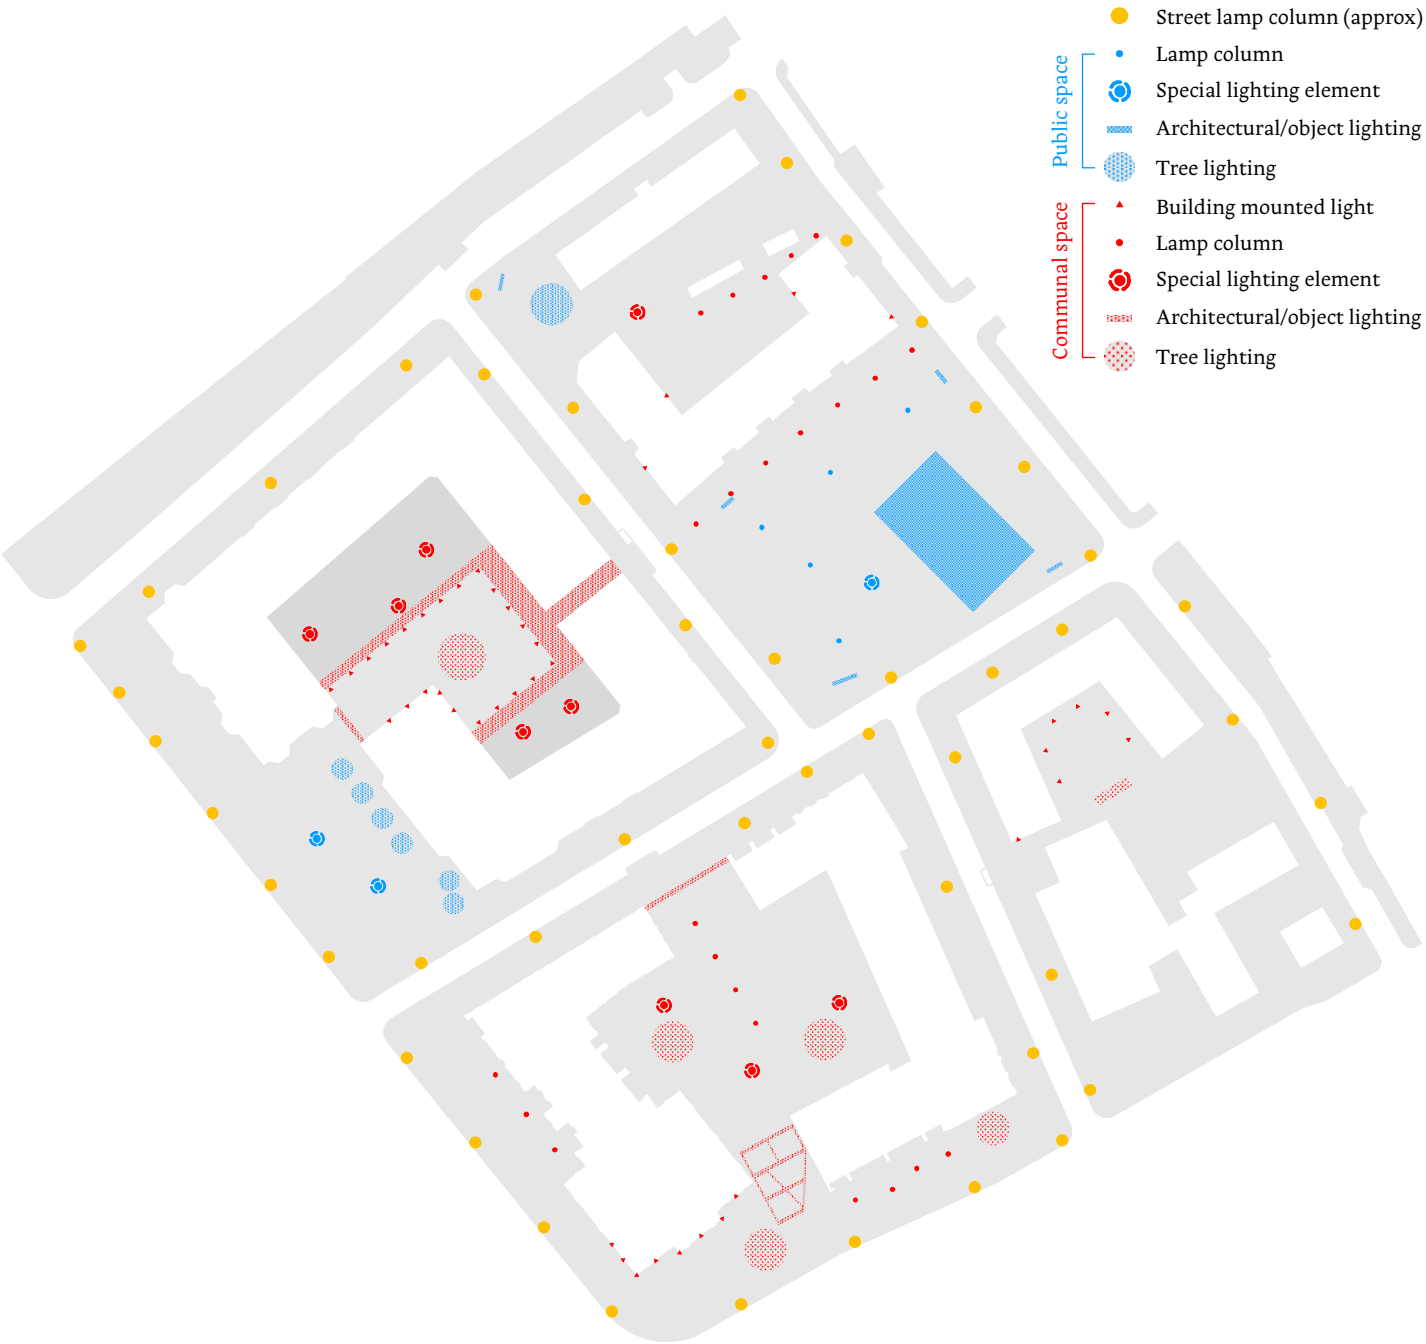 Street lamp column (approx)
Public space
Lamp column
Special lighting element
Architectural/object lighting
Tree lighting
Communal space
Building mounted light
Lamp column
Special lighting element
Architectural/object lighting
Tree lighting